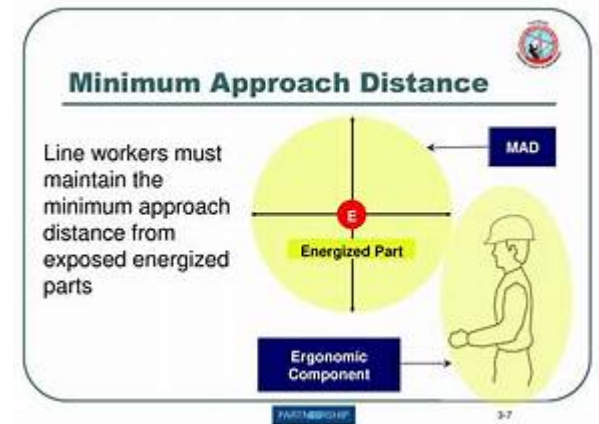 Minimum Approach Distance
Line workers must
maintain the
minimum approach
distance from
exposed energized
parts
MAD
E
Energized Part
Ergonomic
Component
PARTNERSHIP
3-7